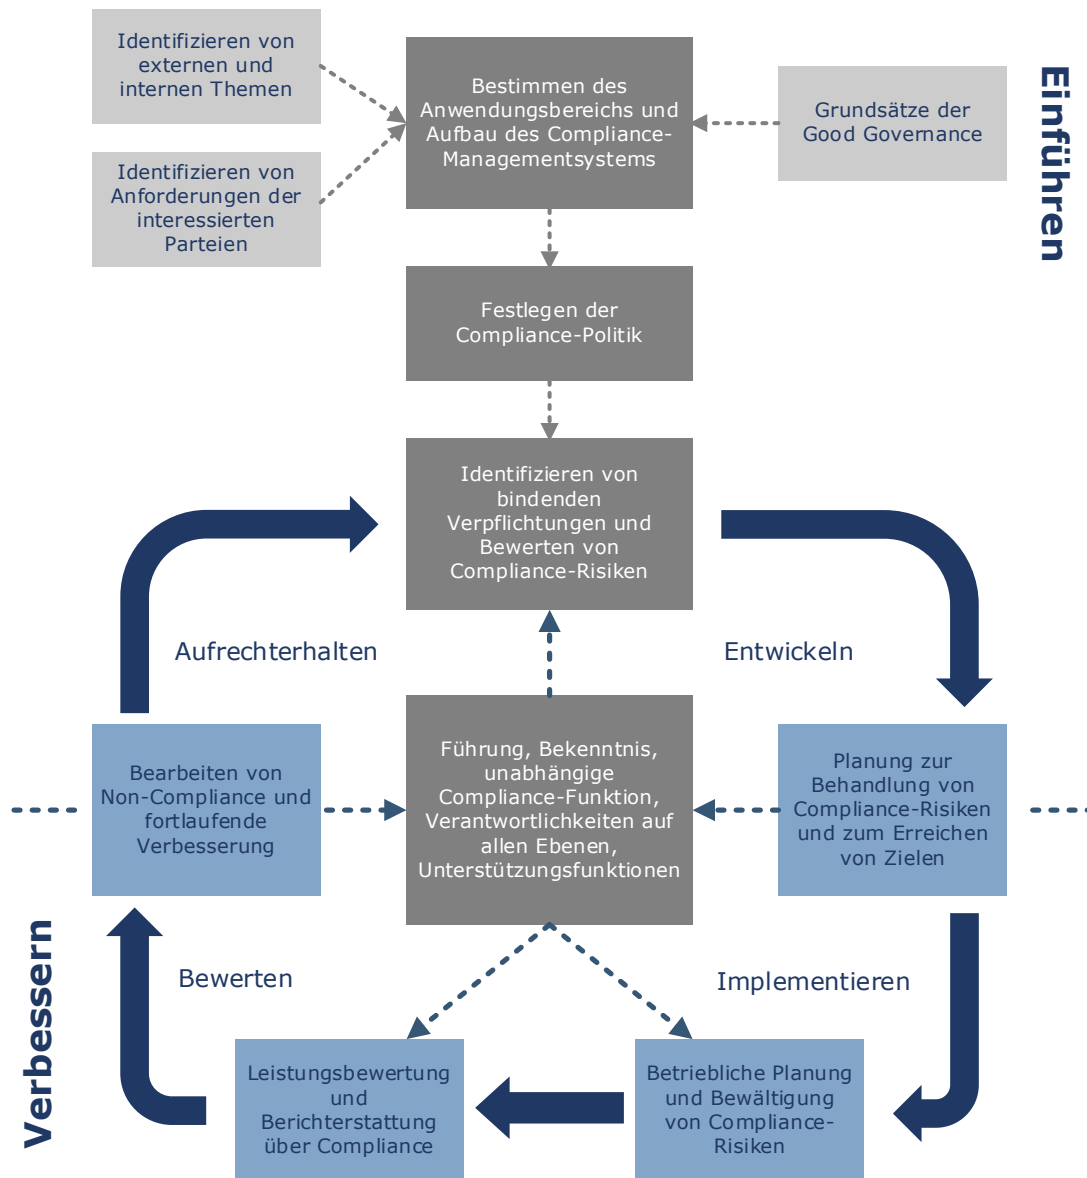 Identifizieren von
externen und
internen Themen
Bestimmen des
Anwendungsbereichs und
Aufbau des Compliance-
Managementsystems
Grundsätze der
Good Governance
Einführen
Identifizieren von
Anforderungen der
interessierten
Parteien
Festlegen der
Compliance-Politik
Identifizieren von
bindenden
Verpflichtungen und
Bewerten von
Compliance-Risiken
Aufrechterhalten
Entwickeln
Bearbeiten von
Non-Compliance und
fortlaufende
Verbesserung
Führung, Bekenntnis,
unabhängige
Compliance-Funktion,
Verantwortlichkeiten auf
allen Ebenen,
Unterstützungsfunktionen
Planung zur
Behandlung von
Compliance-Risiken
und zum Erreichen
von Zielen
Verbessern
Bewerten
Implementieren
Leistungsbewertung
und
Berichterstattung
über Compliance
Betriebliche Planung
und Bewältigung
von Compliance-
Risiken